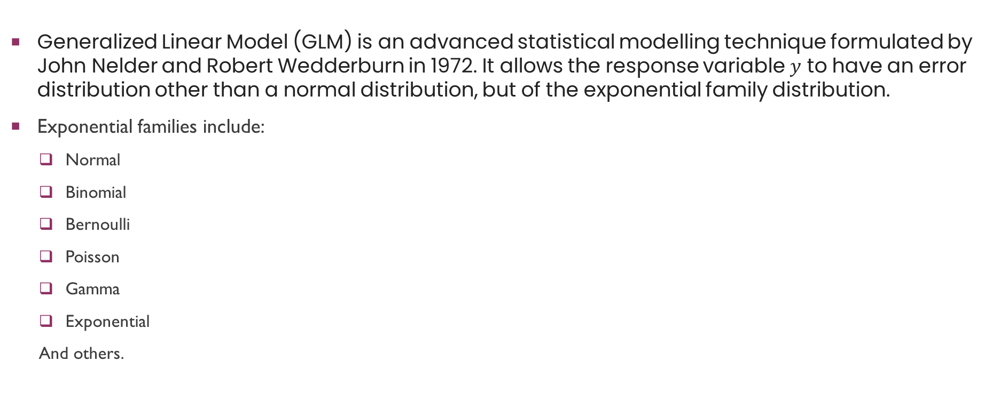 Generalized Linear Model (GLM) is an advanced statistical modelling technique formulated by
John Nelder and Robert Wedderburn in 1972. It allows the response variable y to have an error
distribution other than a normal distribution, but of the exponential family distribution.
Exponential families include:
Normal
Binomial
Bernoulli
Poisson
Gamma
Exponential
And others.